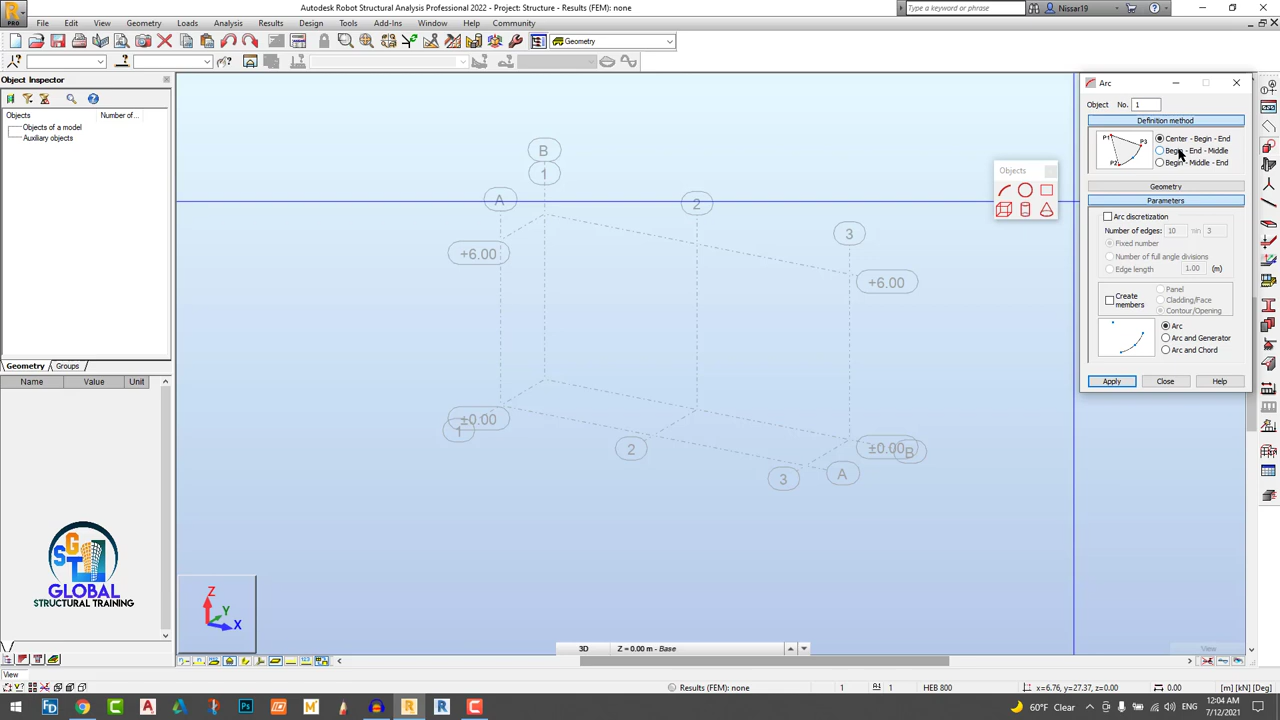 Autodesk Robot Structural Analysis Professional 2022 - Project: Structure - Results (FEM): none
Type a keyword or phrase
Nissar19
PRO
File Edit View Geometry Loads Analysis Results Design Tools Add-Ins Window Help Community
Geometry
Object Inspector
Objects Number of...
Objects of a model
Auxiliary objects
Geometry Groups
Name Value Unit
SGT
GLOBAL
STRUCTURAL TRAINING
B
1
A
2
3
+6.00
+6.00
±0.00
1
2
3
A
±0.00
B
Z
Y
X
Objects
Arc
Object No. 1
Definition method
P1
P3
P2
Center - Begin - End
Begin - End - Middle
Begin - Middle - End
Geometry
Parameters
Arc discretization
Number of edges: 10 min 3
Fixed number
Number of full angle divisions
Edge length 1.00 (m)
Create members
Panel
Cladding/Face
Contour/Opening
Arc
Arc and Generator
Arc and Chord
Apply Close Help
3D Z = 0.00 m - Base
View
View
Results (FEM): none 1 1 HEB 800 x=6.76, y=27.37, z=0.00 0.00 [m] [kN] [Deg]
60°F Clear
12:04 AM
7/12/2021